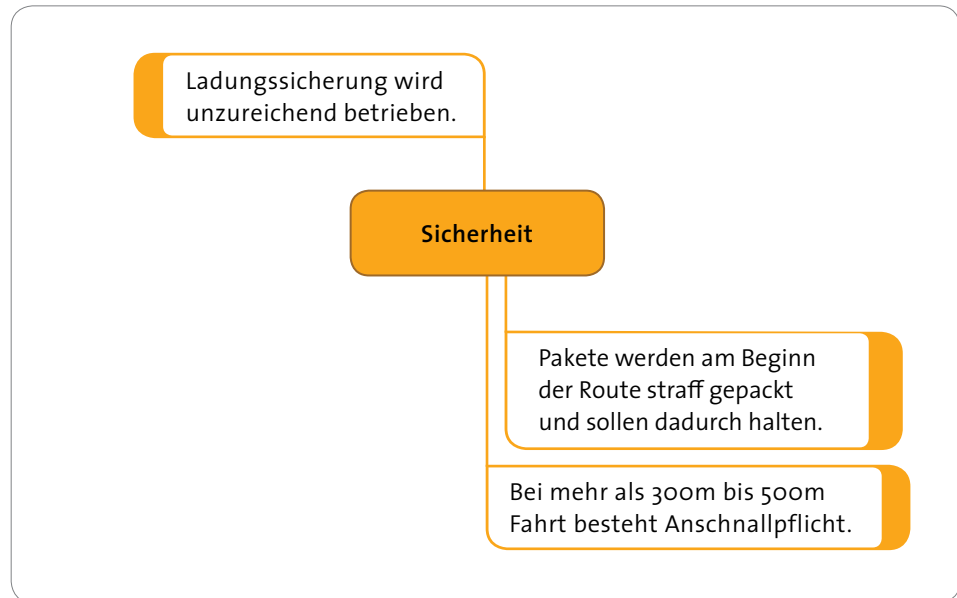 Ladungssicherung wird
unzureichend betrieben.
Sicherheit
Pakete werden am Beginn
der Route straff gepackt
und sollen dadurch halten.
Bei mehr als 300m bis 500m
Fahrt besteht Anschnallpflicht.